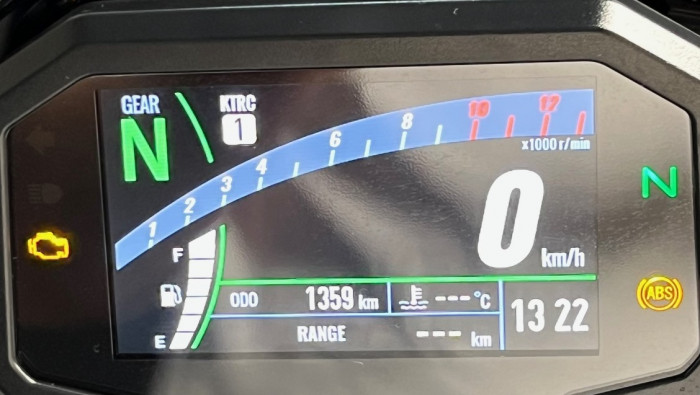 GEAR
N
KTRC
1
1 2 3 4 6 8 10 12
x1000 r/min
0 km/h
N
F
E
ODO 1359 km --- °C
RANGE --- km
13 22
ABS